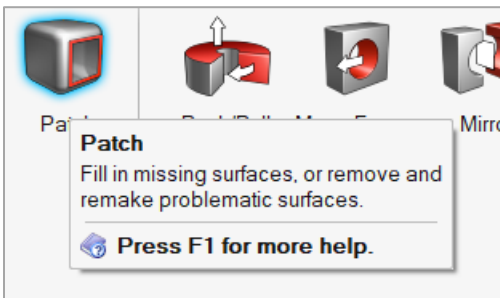 Patch
Fill in missing surfaces, or remove and
remake problematic surfaces.
Press F1 for more help.